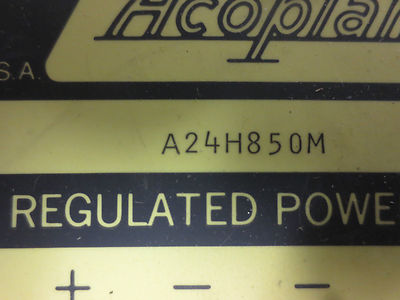 Acopian
S.A.
A24H850M
REGULATED POWE
+ — —